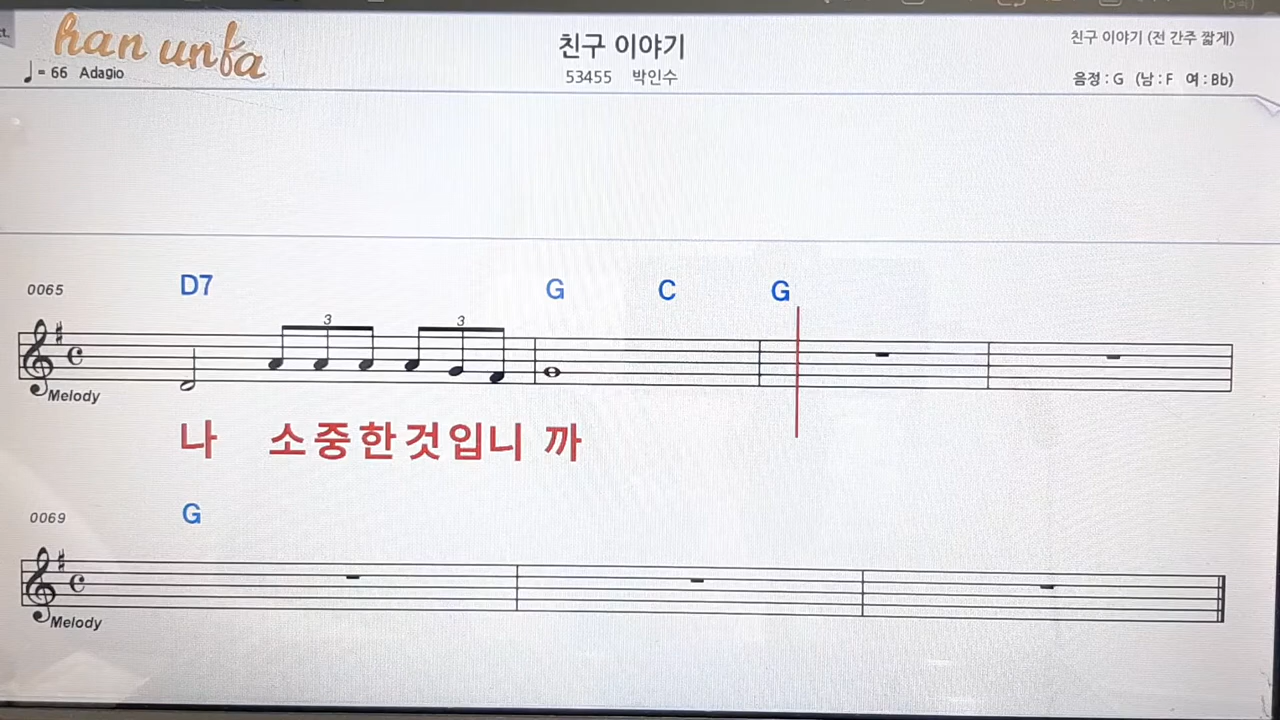 han unfa
친구 이야기
친구 이야기 (전 간주 짧게)
♩= 66 Adagio
53455 박인수
음정 : G (남 : F 여 : Bb)
0065
D7 G C G
3 3
Melody
나 소중한것입니 까
0069
G
Melody